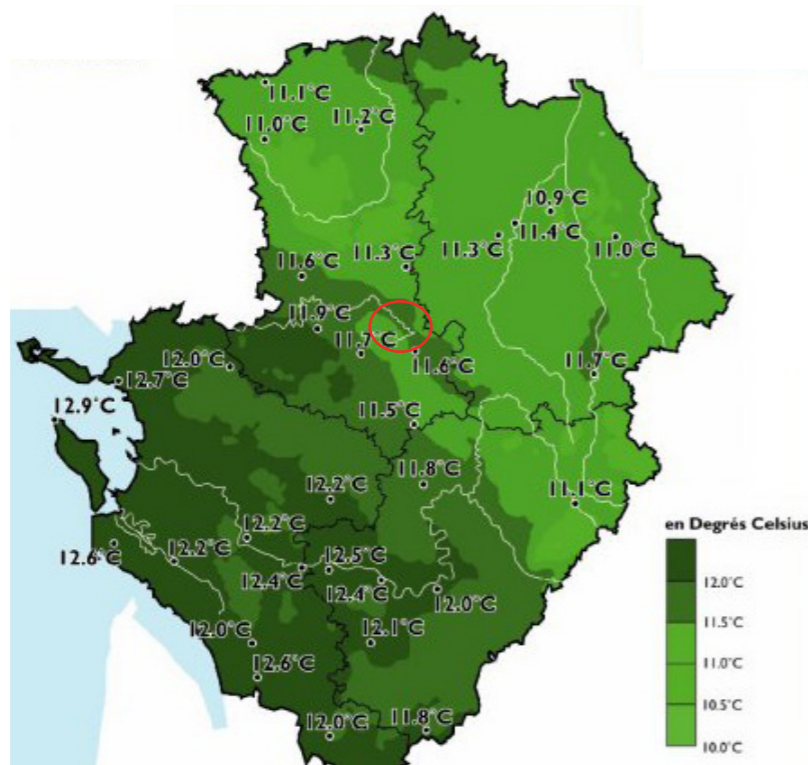 11.1°C
11.0°C
11.2°C
10.9°C
11.3°C
11.4°C
11.0°C
11.6°C
11.3°C
11.9°C
11.7°C
12.0°C
11.6°C
11.7°C
12.7°C
12.9°C
11.5°C
11.8°C
11.1°C
12.2°C
en Degrés Celsius
12.2°C
12.6°C
12.2°C
12.5°C
12.4°C
12.4°C
12.0°C
12.0°C
12.1°C
12.6°C
12.0°C
11.8°C
12.0°C
11.5°C
11.0°C
10.5°C
10.0°C